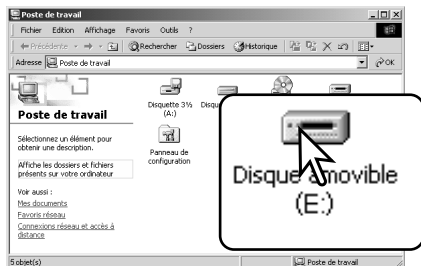 Poste de travail
Fichier Edition Affichage Favoris Outils ?
Précédente Rechercher Dossiers Historique
Adresse Poste de travail OK
Poste de travail
Sélectionnez un élément pour
obtenir une description.
Affiche les dossiers et fichiers
présents sur votre ordinateur
Voir aussi :
Mes documents
Favoris réseau
Connexions réseau et accès à
distance
Disquette 3½
(A:)
Panneau de
configuration
Disque amovible
(E:)
5 objet(s) Poste de travail